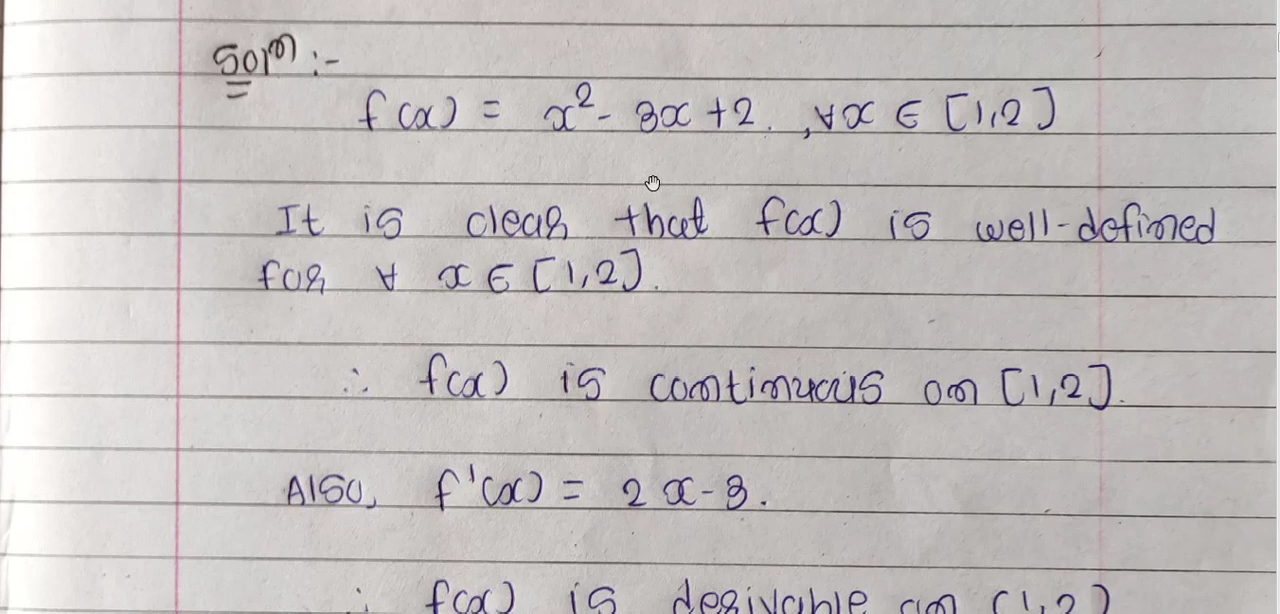 Solⁿ :-
f(x) = x² - 3x + 2. , ∀x ∈ [1,2]
It is clear that f(x) is well-defined
for ∀ x ∈ [1,2].
∴ f(x) is continuous on [1,2].
Also, f'(x) = 2x - 3.
∴ f(x) is derivable on (1,2)